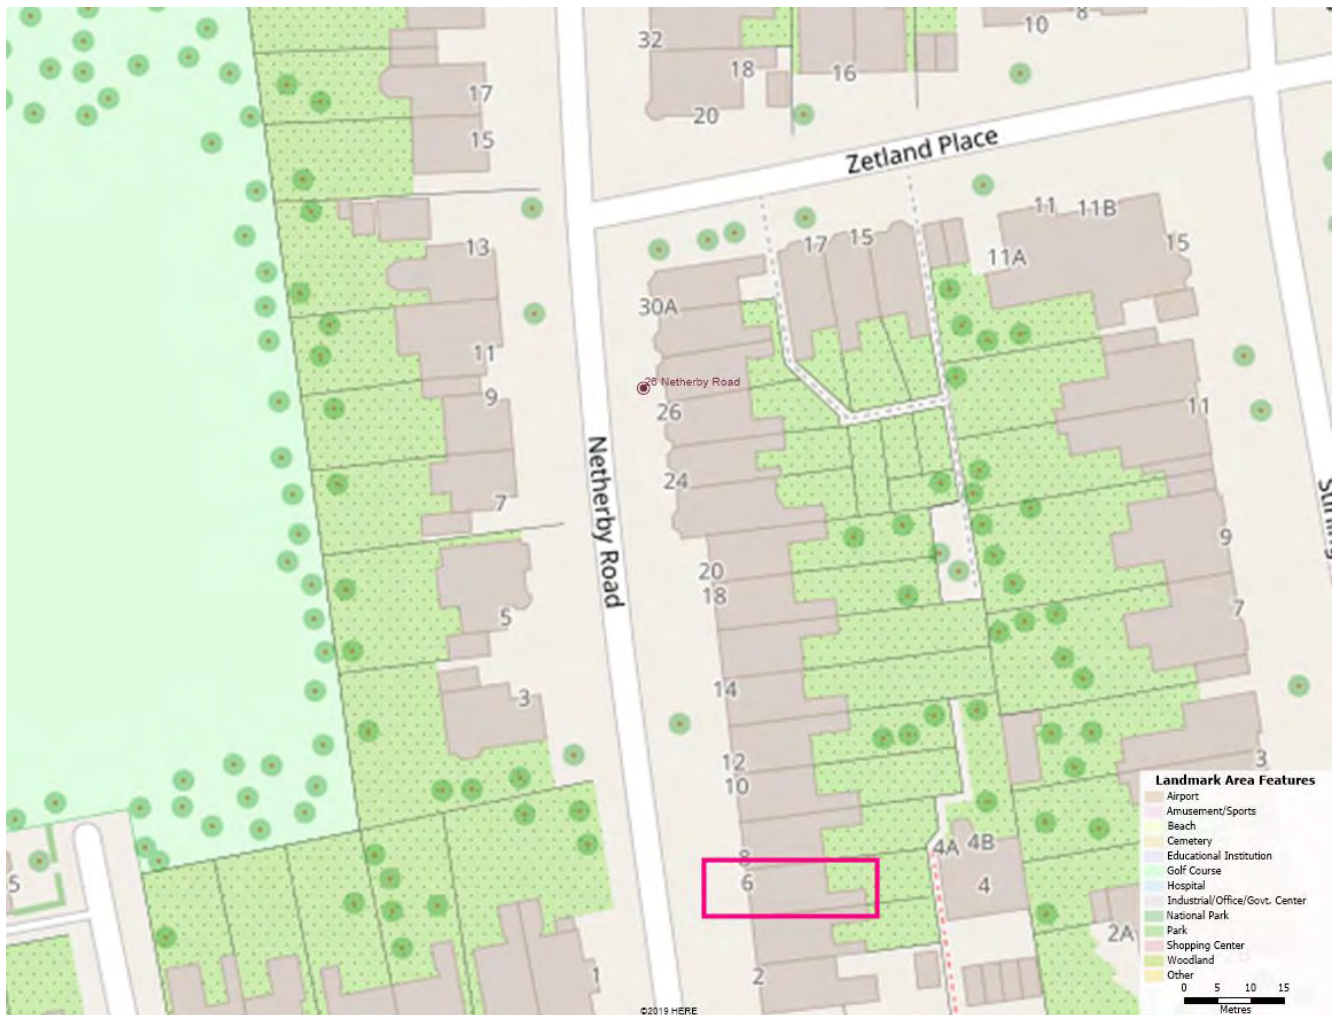 32
18
16
10
8
20
17
15
Zetland Place
13
11
9
7
5
3
1
5
Netherby Road
30A
26 Netherby Road
26
24
20
18
14
12
10
8
6
2
17
15
11
11B
11A
15
11
9
7
3
4A
4B
4
2A
Landmark Area Features
Airport
Amusement/Sports
Beach
Cemetery
Educational Institution
Golf Course
Hospital
Industrial/Office/Govt. Center
National Park
Park
Shopping Center
Woodland
Other
0 5 10 15
Metres
©2019 HERE